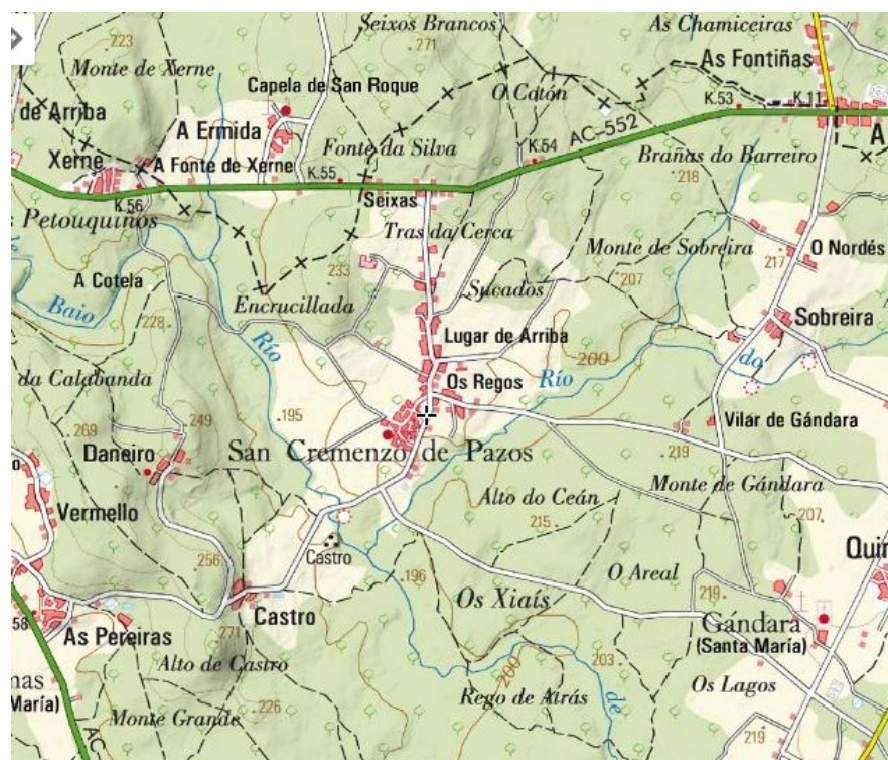 Seixos Brancos
As Chamiceiras
223
271
As Fontiñas
Monte de Xerne
Capela de San Roque
O Catón
K.53
K.11
de Arriba
A Ermida
AC-552
A
Xerne
A Fonte de Xerne
Fonte da Silva
K.54
Brañas do Barreiro
K.55
218
K.56
Seixas
Petouquiños
Tras da Cerca
Monte de Sobreira
O Nordés
217
A Cotela
233
Sucados
207
Baio
Encrucillada
228
Río
Lugar de Arriba
200
Sobreira
do
da Calabanda
Os Regos
Río
249
195
Vilar de Gándara
269
Daneiro
San Cremenzo de Pazos
219
Monte de Gándara
Alto do Ceán
Vermello
215
207
256
Castro
Quin
196
O Areal
Os Xiaís
219
58
Castro
Gándara
As Pereiras
271
(Santa María)
Alto de Castro
200
203
nas
Os Lagos
María)
226
Rego de Atrás
de
Monte Grande
AC
219